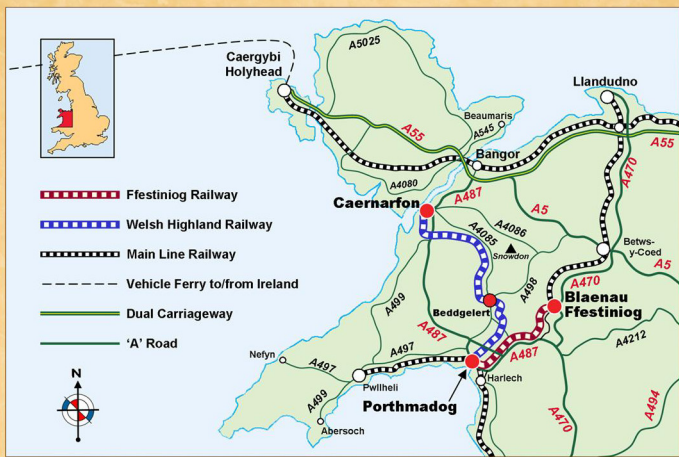 Caergybi
Holyhead
A5025
Llandudno
Beaumaris
A545
A55
Bangor
A55
A4080
A470
A487
Caernarfon
A5
A4086
A4085
Snowdon
Betws-
y-Coed
A5
A498
A470
A499
Beddgelert
Blaenau
Ffestiniog
A487
A4212
Nefyn
A497
A497
A487
Pwllheli
Harlech
Porthmadog
A499
Abersoch
A470
A494
Ffestiniog Railway
Welsh Highland Railway
Main Line Railway
Vehicle Ferry to/from Ireland
Dual Carriageway
‘A’ Road
N